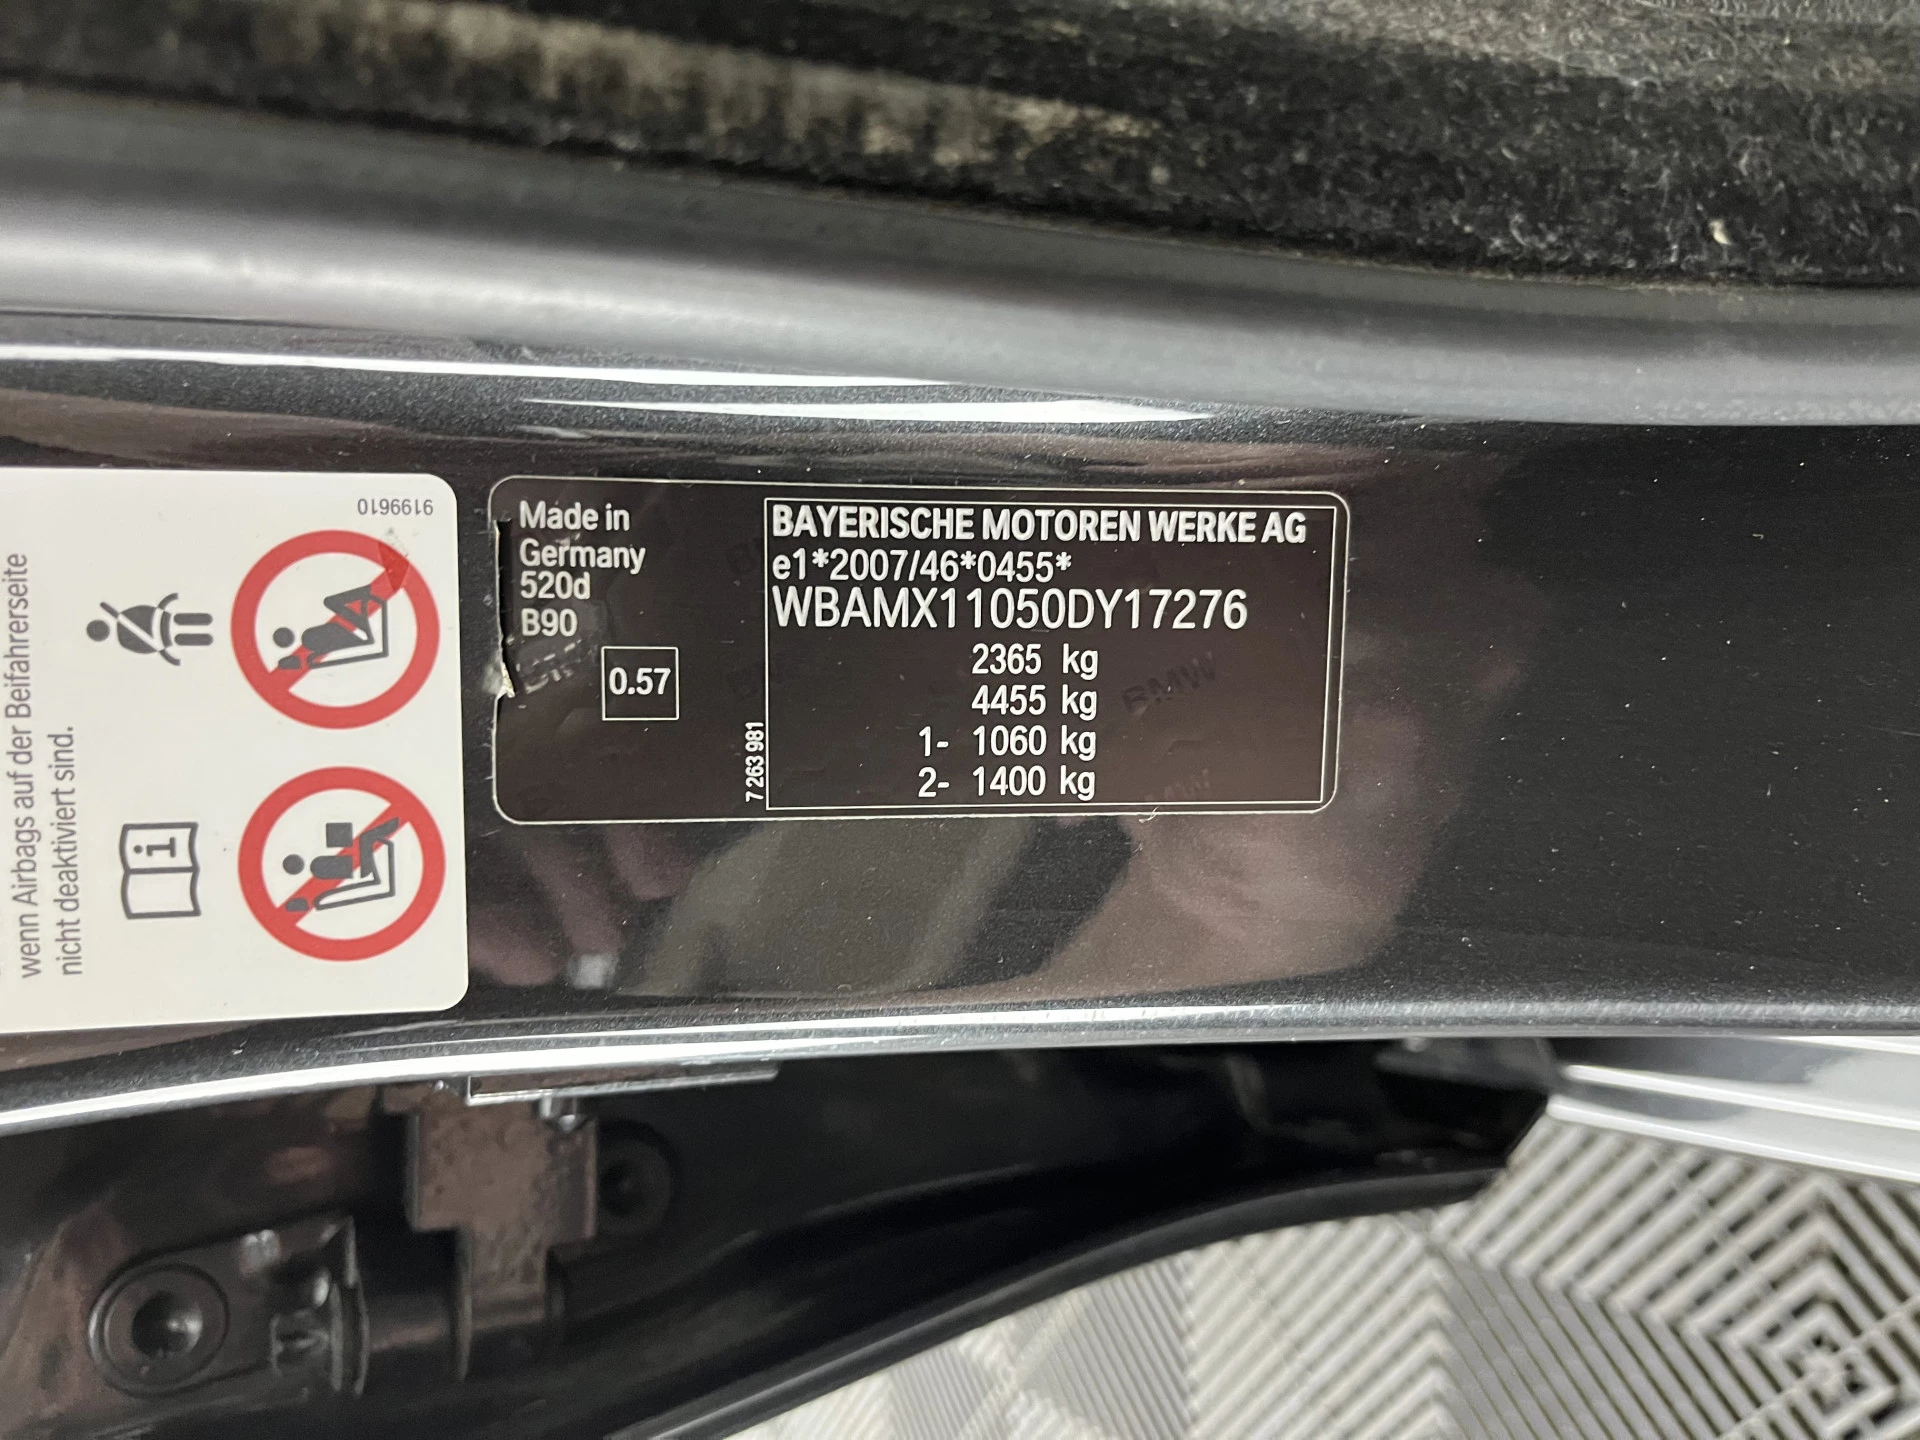 9199610
wenn Airbags auf der Beifahrerseite
nicht deaktiviert sind.
i
Made in
Germany
520d
B90
0.57
7 263 981
BAYERISCHE MOTOREN WERKE AG
e1*2007/46*0455*
WBAMX11050DY17276
2365 kg
4455 kg
1- 1060 kg
2- 1400 kg
BMW